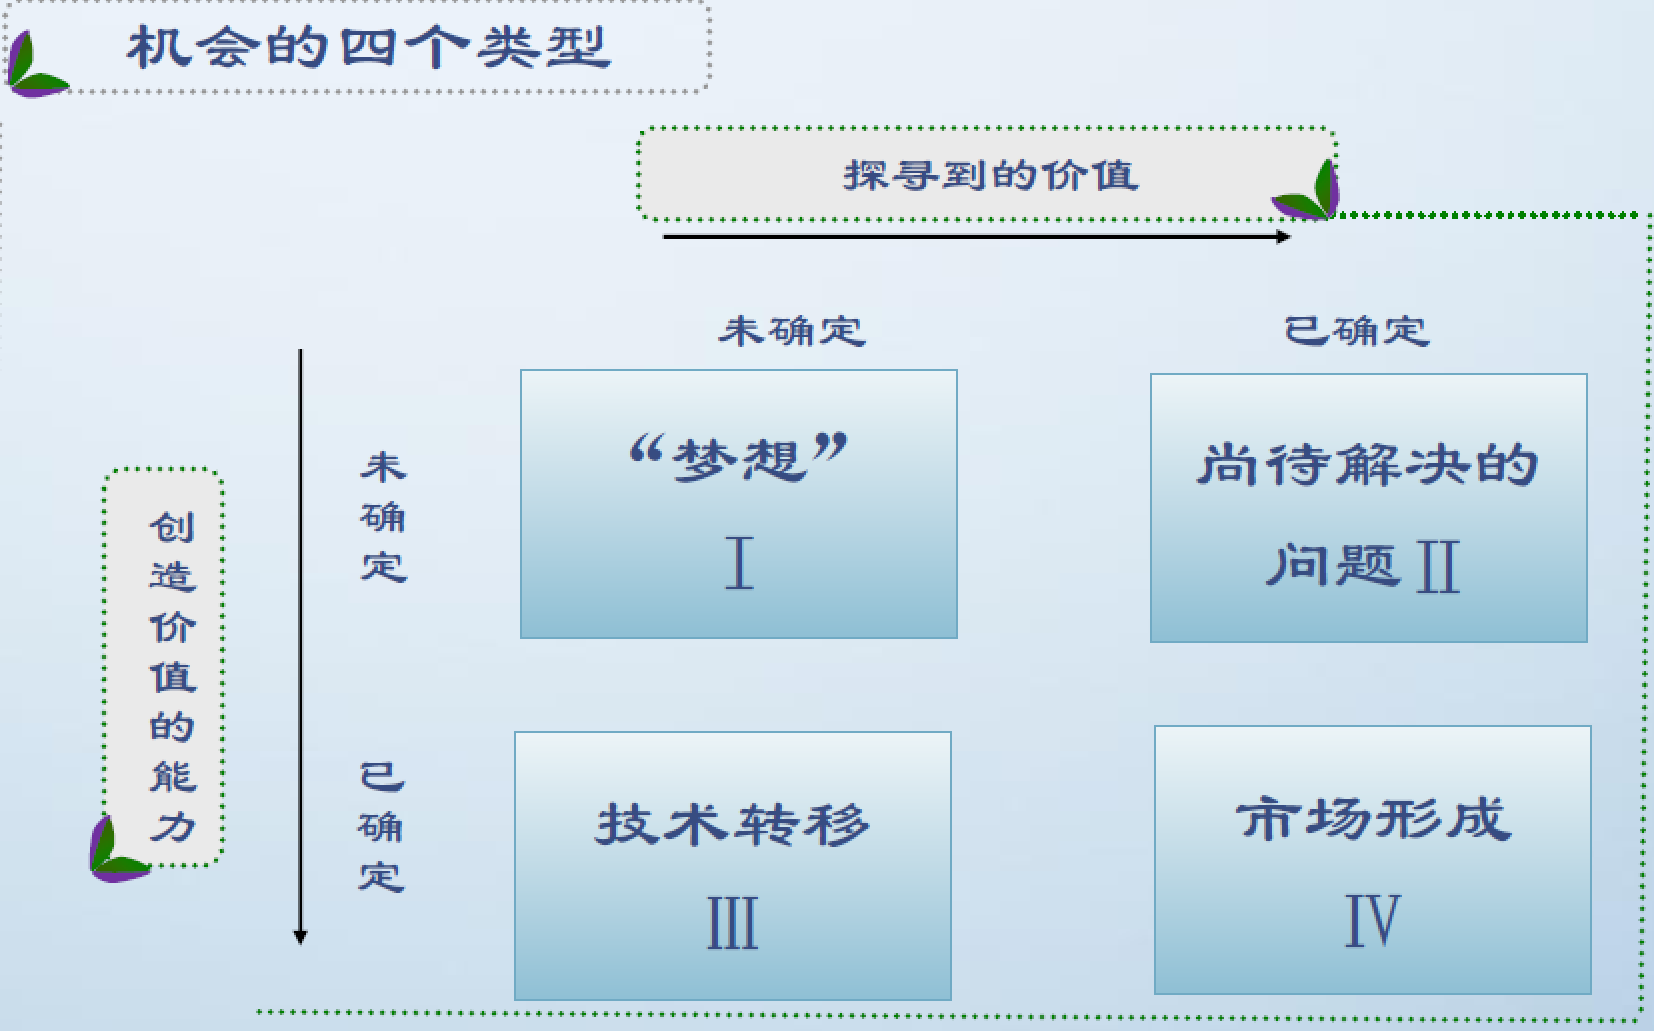 机会的四个类型
探寻到的价值
未确定
已确定
创造价值的能力
未确定
“梦想”
I
尚待解决的
问题 II
已确定
技术转移
III
市场形成
IV